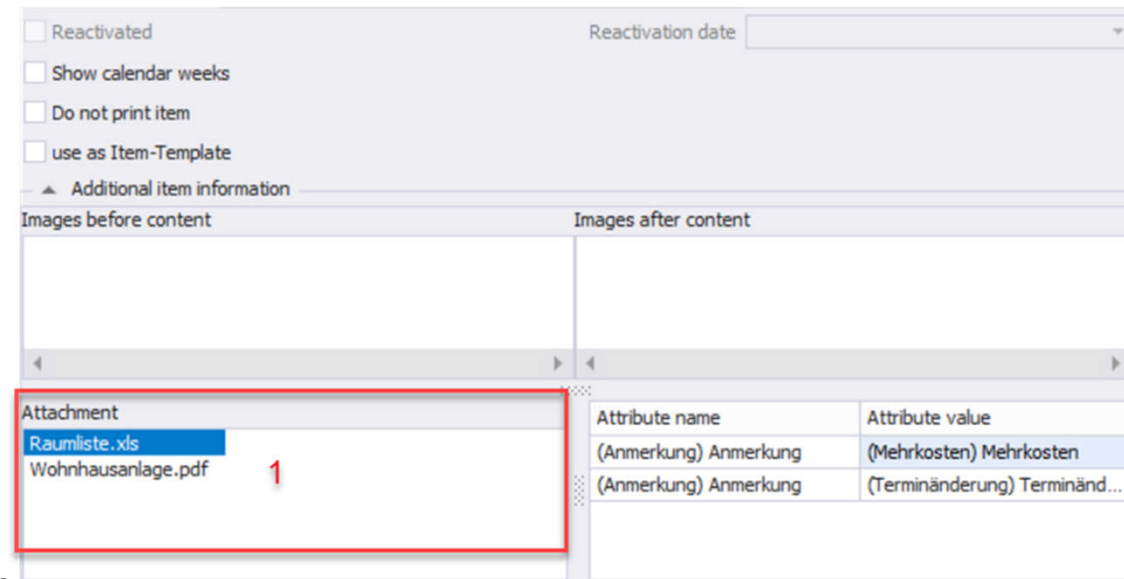 Reactivated
Reactivation date
Show calendar weeks
Do not print item
use as Item-Template
Additional item information
Images before content
Images after content
Attachment
Raumliste.xls
Wohnhausanlage.pdf
1
Attribute name Attribute value
(Anmerkung) Anmerkung (Mehrkosten) Mehrkosten
(Anmerkung) Anmerkung (Terminänderung) Terminänd...